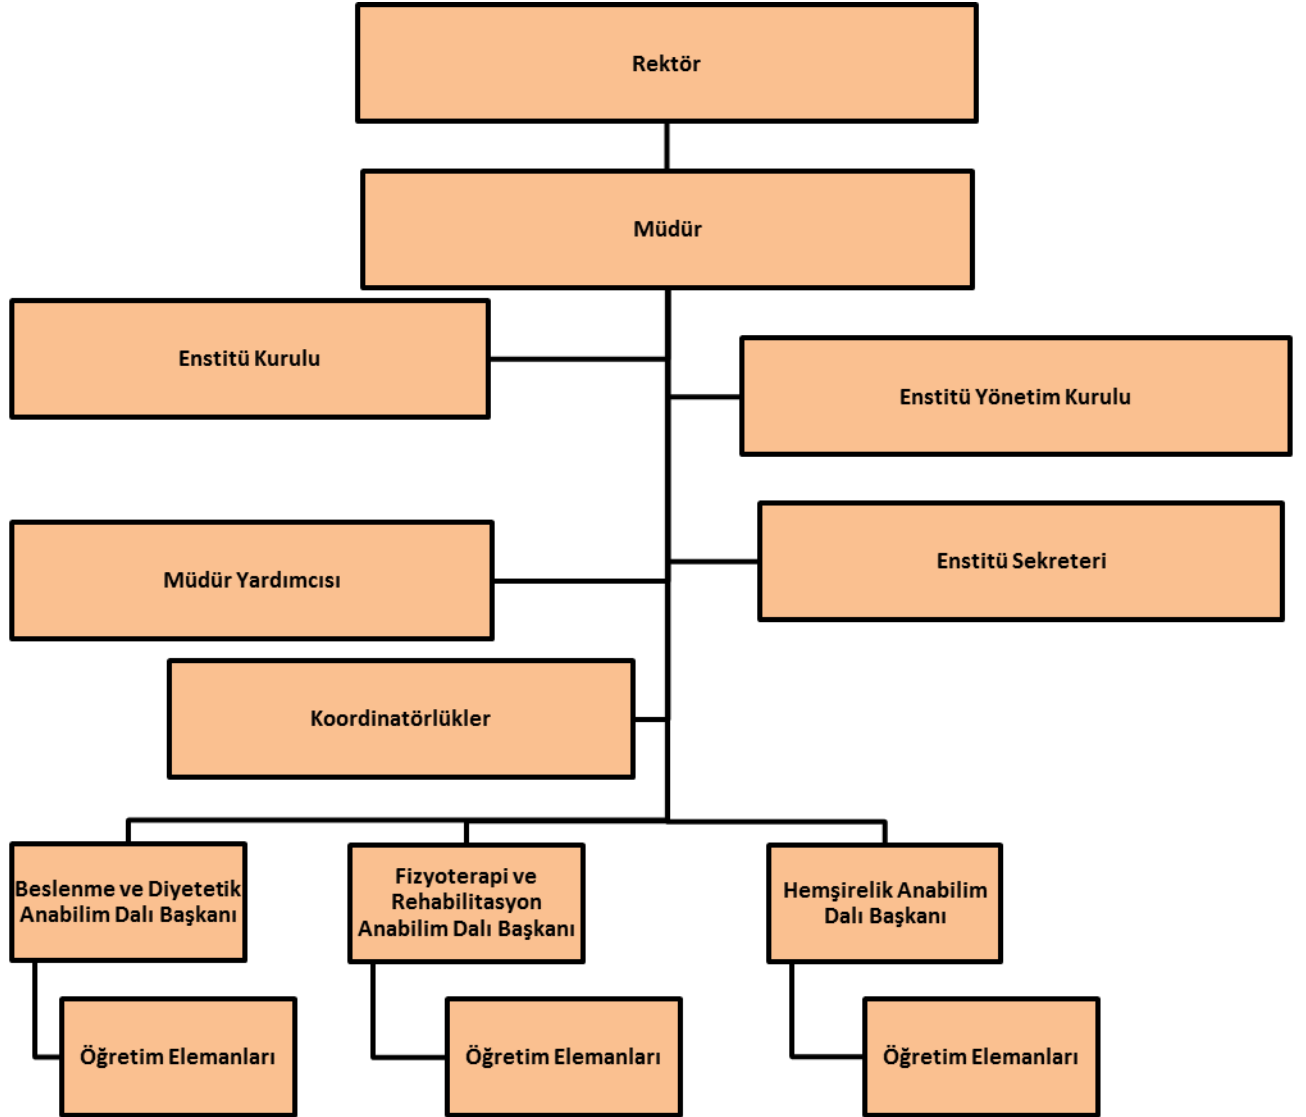 Rektör
Müdür
Enstitü Kurulu
Enstitü Yönetim Kurulu
Enstitü Sekreteri
Müdür Yardımcısı
Koordinatörlükler
Beslenme ve Diyetetik
Anabilim Dalı Başkanı
Fizyoterapi ve
Rehabilitasyon
Anabilim Dalı Başkanı
Hemşirelik Anabilim
Dalı Başkanı
Öğretim Elemanları
Öğretim Elemanları
Öğretim Elemanları